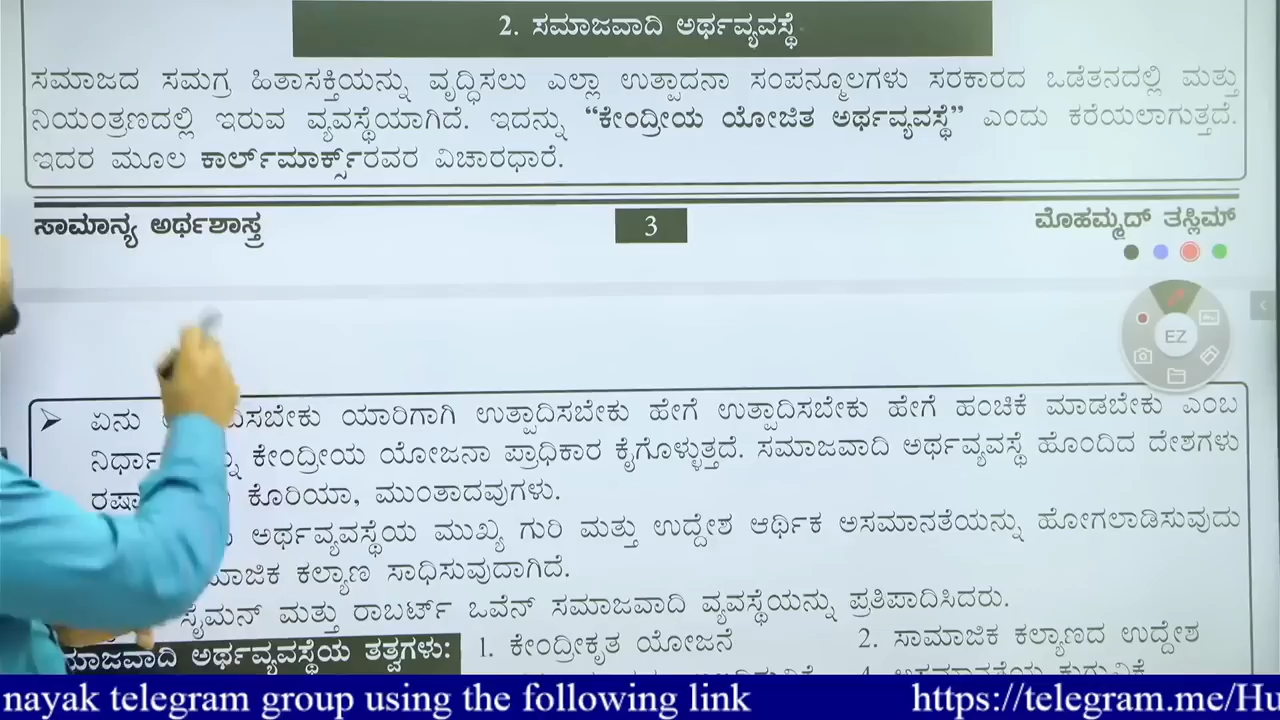 2. ಸಮಾಜವಾದಿ ಅರ್ಥವ್ಯವಸ್ಥೆ
ಸಮಾಜದ ಸಮಗ್ರ ಹಿತಾಸಕ್ತಿಯನ್ನು ವೃದ್ಧಿಸಲು ಎಲ್ಲಾ ಉತ್ಪಾದನಾ ಸಂಪನ್ಮೂಲಗಳು ಸರಕಾರದ ಒಡೆತನದಲ್ಲಿ ಮತ್ತು
ನಿಯಂತ್ರಣದಲ್ಲಿ ಇರುವ ವ್ಯವಸ್ಥೆಯಾಗಿದೆ. ಇದನ್ನು “ಕೇಂದ್ರೀಯ ಯೋಜಿತ ಅರ್ಥವ್ಯವಸ್ಥೆ” ಎಂದು ಕರೆಯಲಾಗುತ್ತದೆ.
ಇದರ ಮೂಲ ಕಾರ್ಲ್‌ಮಾರ್ಕ್ಸ್‌ರವರ ವಿಚಾರಧಾರೆ.
ಸಾಮಾನ್ಯ ಅರ್ಥಶಾಸ್ತ್ರ 3 ಮೊಹಮ್ಮದ್ ತಸ್ಲಿಮ್
EZ
ಏನು ಯಾರಿಗಾಗಿ ಉತ್ಪಾದಿಸಬೇಕು ಹೇಗೆ ಉತ್ಪಾದಿಸಬೇಕು ಹೇಗೆ ಹಂಚಿಕೆ ಮಾಡಬೇಕು ಎಂಬ
ಕೇಂದ್ರೀಯ ಯೋಜನಾ ಪ್ರಾಧಿಕಾರ ಕೈಗೊಳ್ಳುತ್ತದೆ. ಸಮಾಜವಾದಿ ಅರ್ಥವ್ಯವಸ್ಥೆ ಹೊಂದಿದ ದೇಶಗಳು
ಕೊರಿಯಾ, ಮುಂತಾದವುಗಳು.
ಅರ್ಥವ್ಯವಸ್ಥೆಯ ಮುಖ್ಯ ಗುರಿ ಮತ್ತು ಉದ್ದೇಶ ಆರ್ಥಿಕ ಅಸಮಾನತೆಯನ್ನು ಹೋಗಲಾಡಿಸುವುದು
ಕಲ್ಯಾಣ ಸಾಧಿಸುವುದಾಗಿದೆ.
ಮತ್ತು ರಾಬರ್ಟ್ ಒವೆನ್ ಸಮಾಜವಾದಿ ವ್ಯವಸ್ಥೆಯನ್ನು ಪ್ರತಿಪಾದಿಸಿದರು.
ಅರ್ಥವ್ಯವಸ್ಥೆಯ ತತ್ವಗಳು: 1. ಕೇಂದ್ರೀಕೃತ ಯೋಜನೆ 2. ಸಾಮಾಜಿಕ ಕಲ್ಯಾಣದ ಉದ್ದೇಶ
nayak telegram group using the following link https://telegram.me/Hu